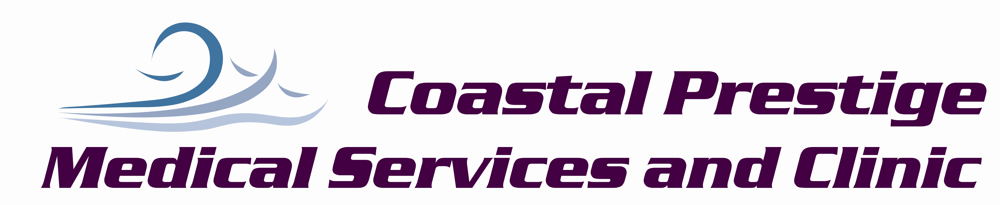 Coastal Prestige
Medical Services and Clinic